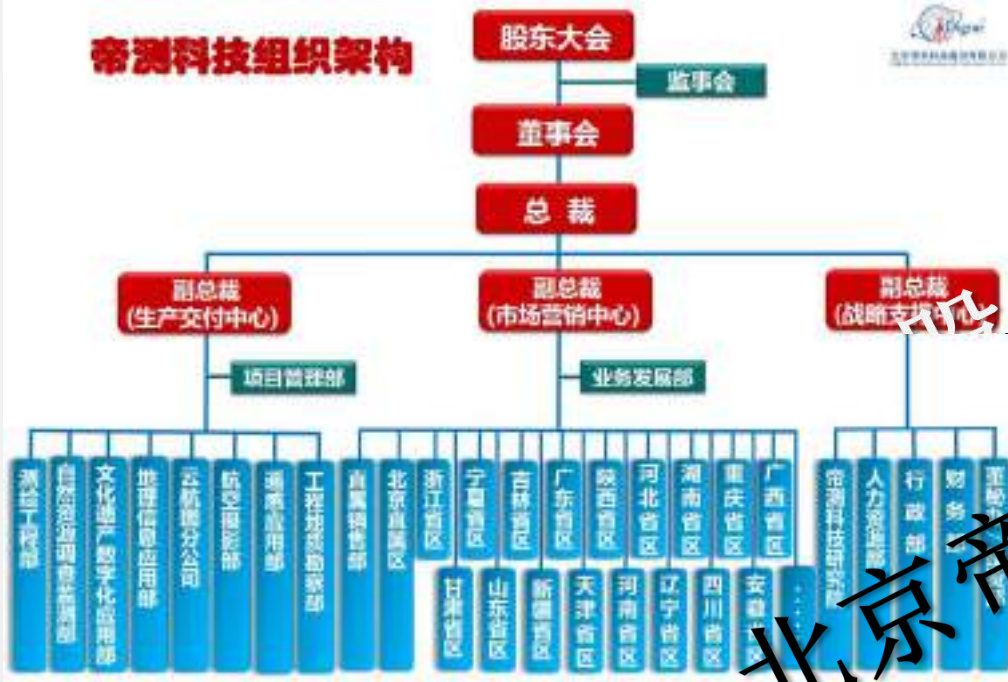 帝测科技组织架构
股东大会
监事会
董事会
总 裁
副总裁
(生产交付中心)
副总裁
(市场营销中心)
副总裁
项目管理部
业务发展部
测绘工程部
自然资源调查监测部
文化遗产数字化应用部
地理信息应用部
云航图分公司
航空摄影部
遥感应用部
工程地质勘察部
直属销售部
北京直属区
浙江省区
宁夏省区
吉林省区
广东省区
陕西省区
河北省区
湖南省区
重庆省区
广西省区
甘肃省区
山东省区
新疆省区
天津省区
河南省区
辽宁省区
四川省区
......
人力资源部
行政部
北京帝